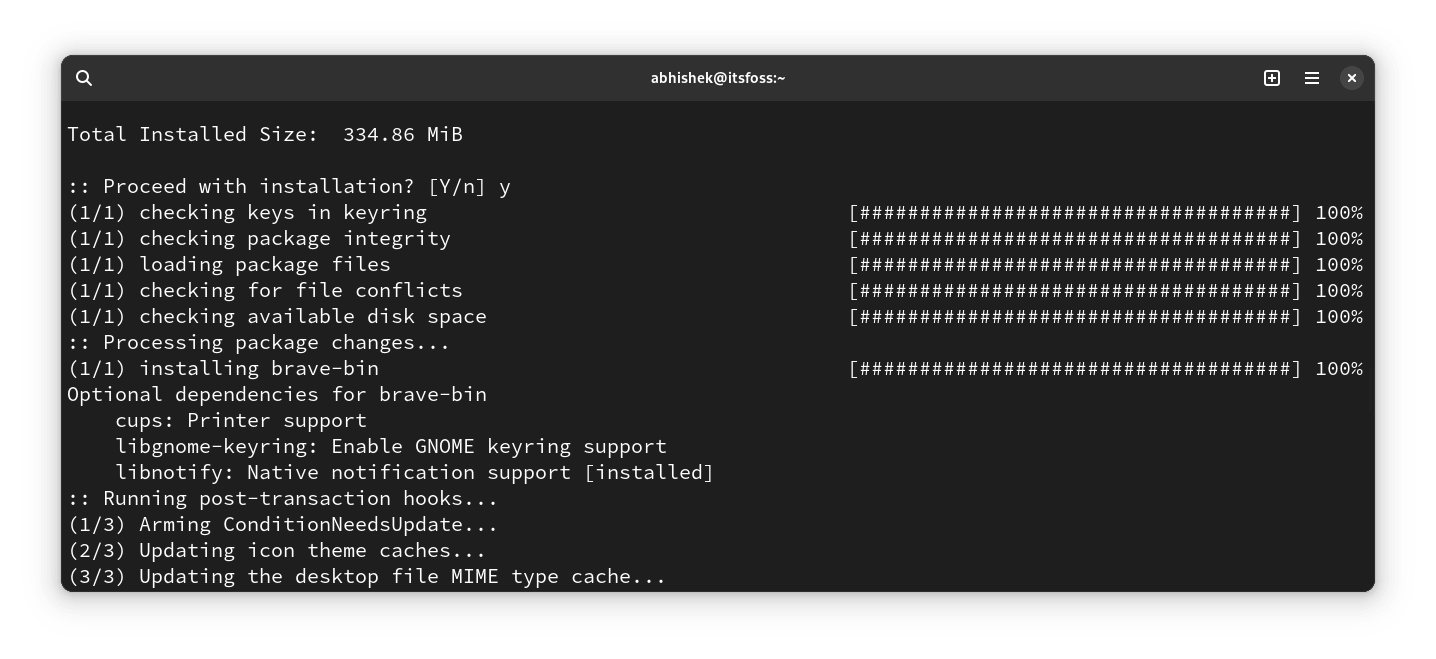 abhishek@itsfoss:~
Total Installed Size:  334.86 MiB
:: Proceed with installation? [Y/n] y
(1/1) checking keys in keyring                                   [####################################] 100%
(1/1) checking package integrity                                 [####################################] 100%
(1/1) loading package files                                      [####################################] 100%
(1/1) checking for file conflicts                                [####################################] 100%
(1/1) checking available disk space                              [####################################] 100%
:: Processing package changes...
(1/1) installing brave-bin                                       [####################################] 100%
Optional dependencies for brave-bin
    cups: Printer support
    libgnome-keyring: Enable GNOME keyring support
    libnotify: Native notification support [installed]
:: Running post-transaction hooks...
(1/3) Arming ConditionNeedsUpdate...
(2/3) Updating icon theme caches...
(3/3) Updating the desktop file MIME type cache...